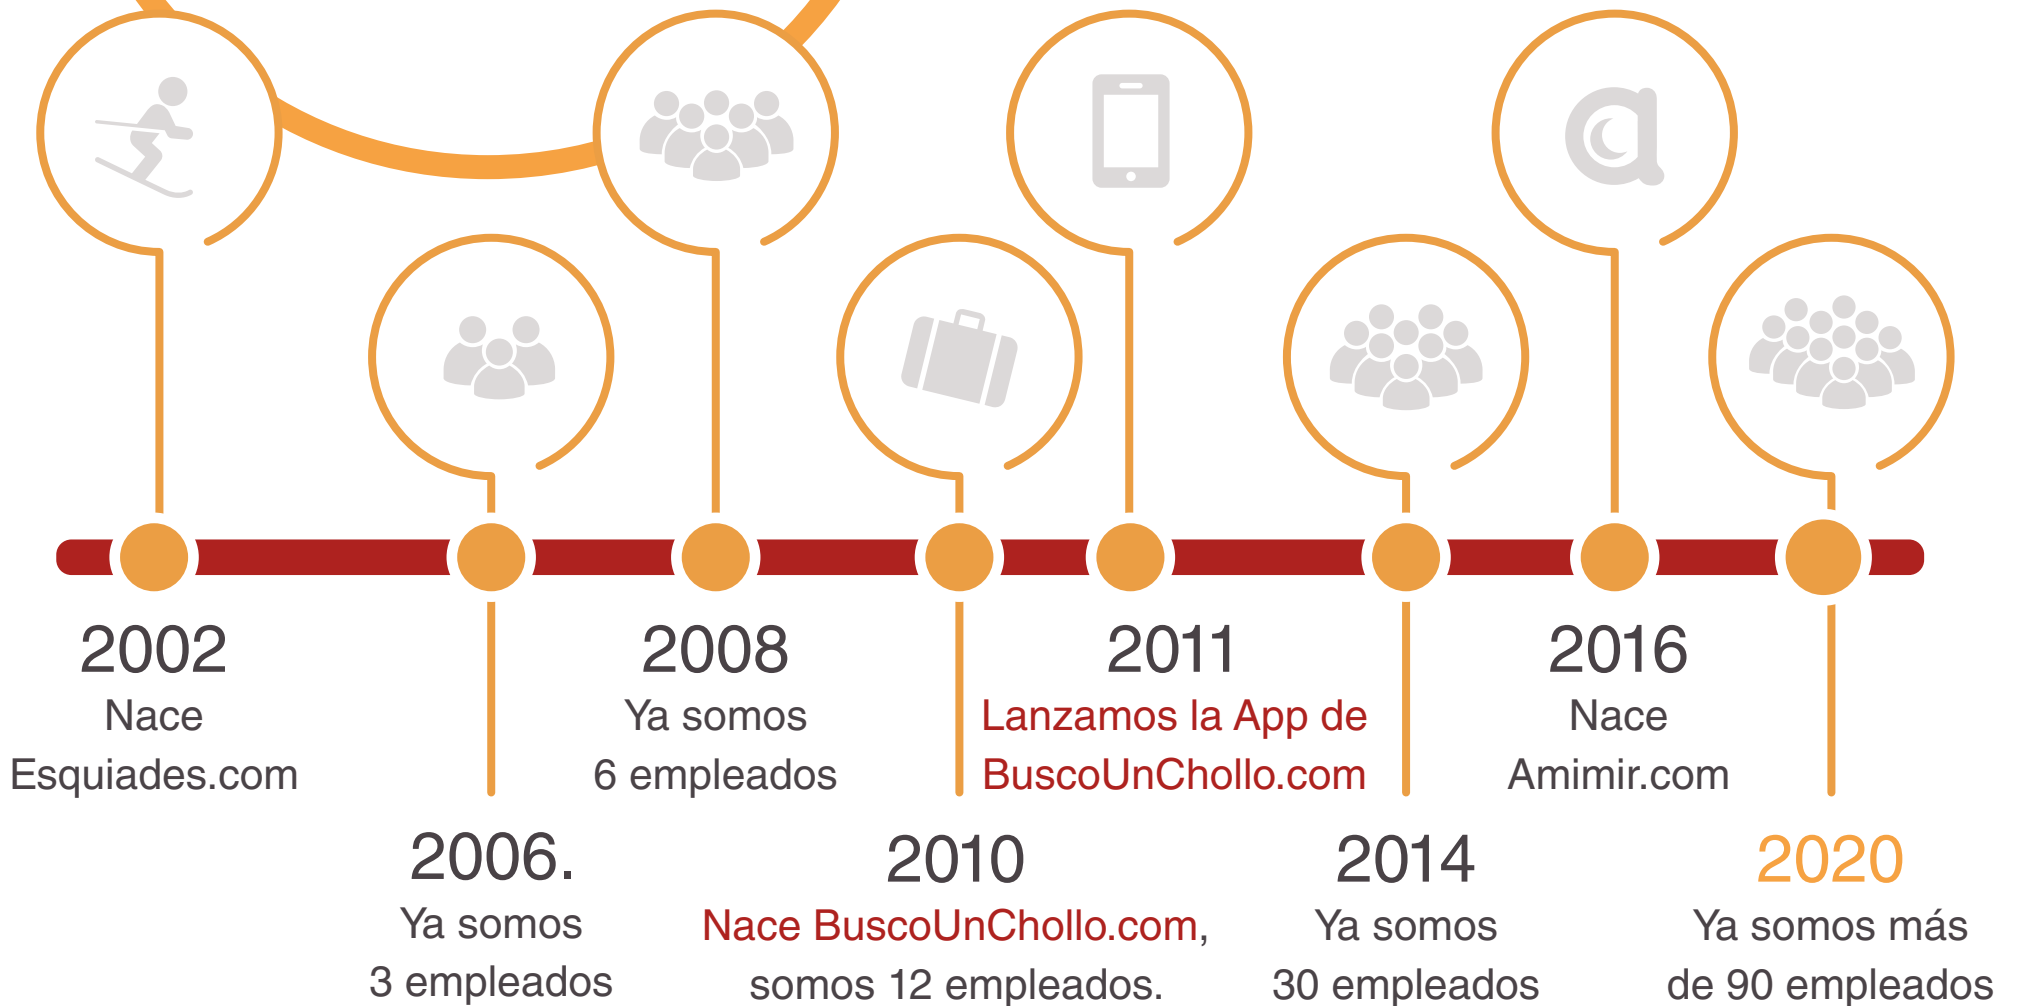 2002
Nace
Esquiades.com
2006.
Ya somos
3 empleados
2008
Ya somos
6 empleados
2010
Nace BuscoUnChollo.com,
somos 12 empleados.
2011
Lanzamos la App de
BuscoUnChollo.com
2014
Ya somos
30 empleados
2016
Nace
Amimir.com
2020
Ya somos más
de 90 empleados